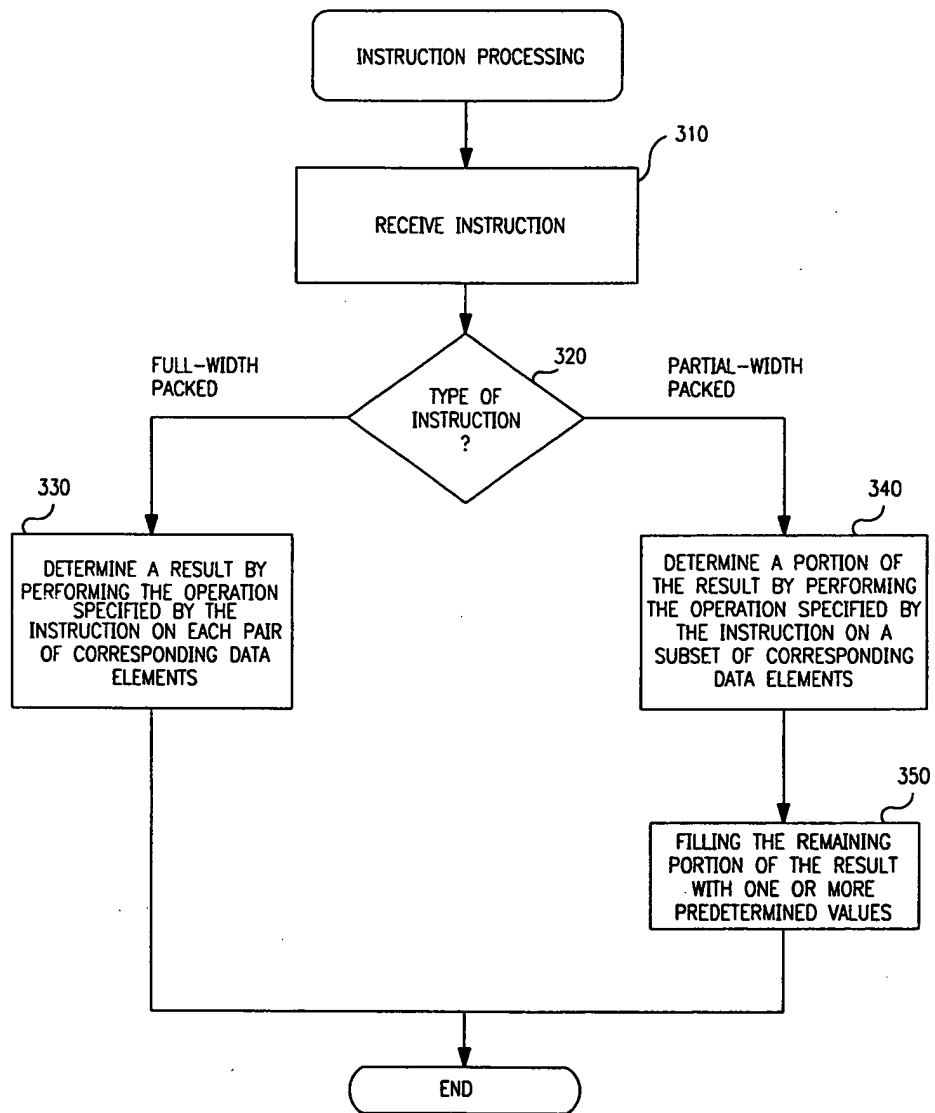 INSTRUCTION PROCESSING
310
RECEIVE INSTRUCTION
320
FULL-WIDTH
PACKED
TYPE OF
INSTRUCTION
?
PARTIAL-WIDTH
PACKED
330
DETERMINE A RESULT BY
PERFORMING THE OPERATION
SPECIFIED BY THE
INSTRUCTION ON EACH PAIR
OF CORRESPONDING DATA
ELEMENTS
340
DETERMINE A PORTION OF
THE RESULT BY PERFORMING
THE OPERATION SPECIFIED BY
THE INSTRUCTION ON A
SUBSET OF CORRESPONDING
DATA ELEMENTS
350
FILLING THE REMAINING
PORTION OF THE RESULT
WITH ONE OR MORE
PREDETERMINED VALUES
END